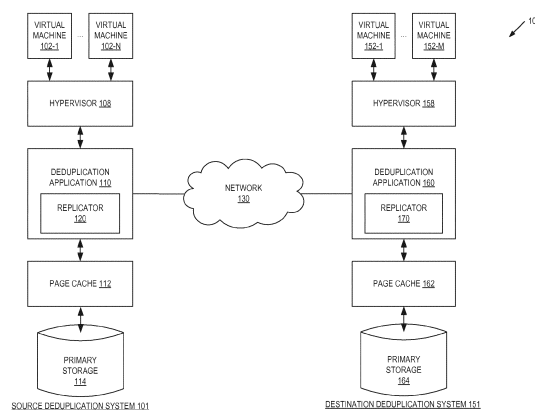 VIRTUAL
MACHINE
102-1
...
VIRTUAL
MACHINE
102-N
HYPERVISOR 108
DEDUPLICATION
APPLICATION 110
REPLICATOR
120
PAGE CACHE 112
PRIMARY
STORAGE
114
SOURCE DEDUPLICATION SYSTEM 101
NETWORK
130
VIRTUAL
MACHINE
152-1
...
VIRTUAL
MACHINE
152-M
HYPERVISOR 158
DEDUPLICATION
APPLICATION 160
REPLICATOR
170
PAGE CACHE 162
PRIMARY
STORAGE
164
DESTINATION DEDUPLICATION SYSTEM 151